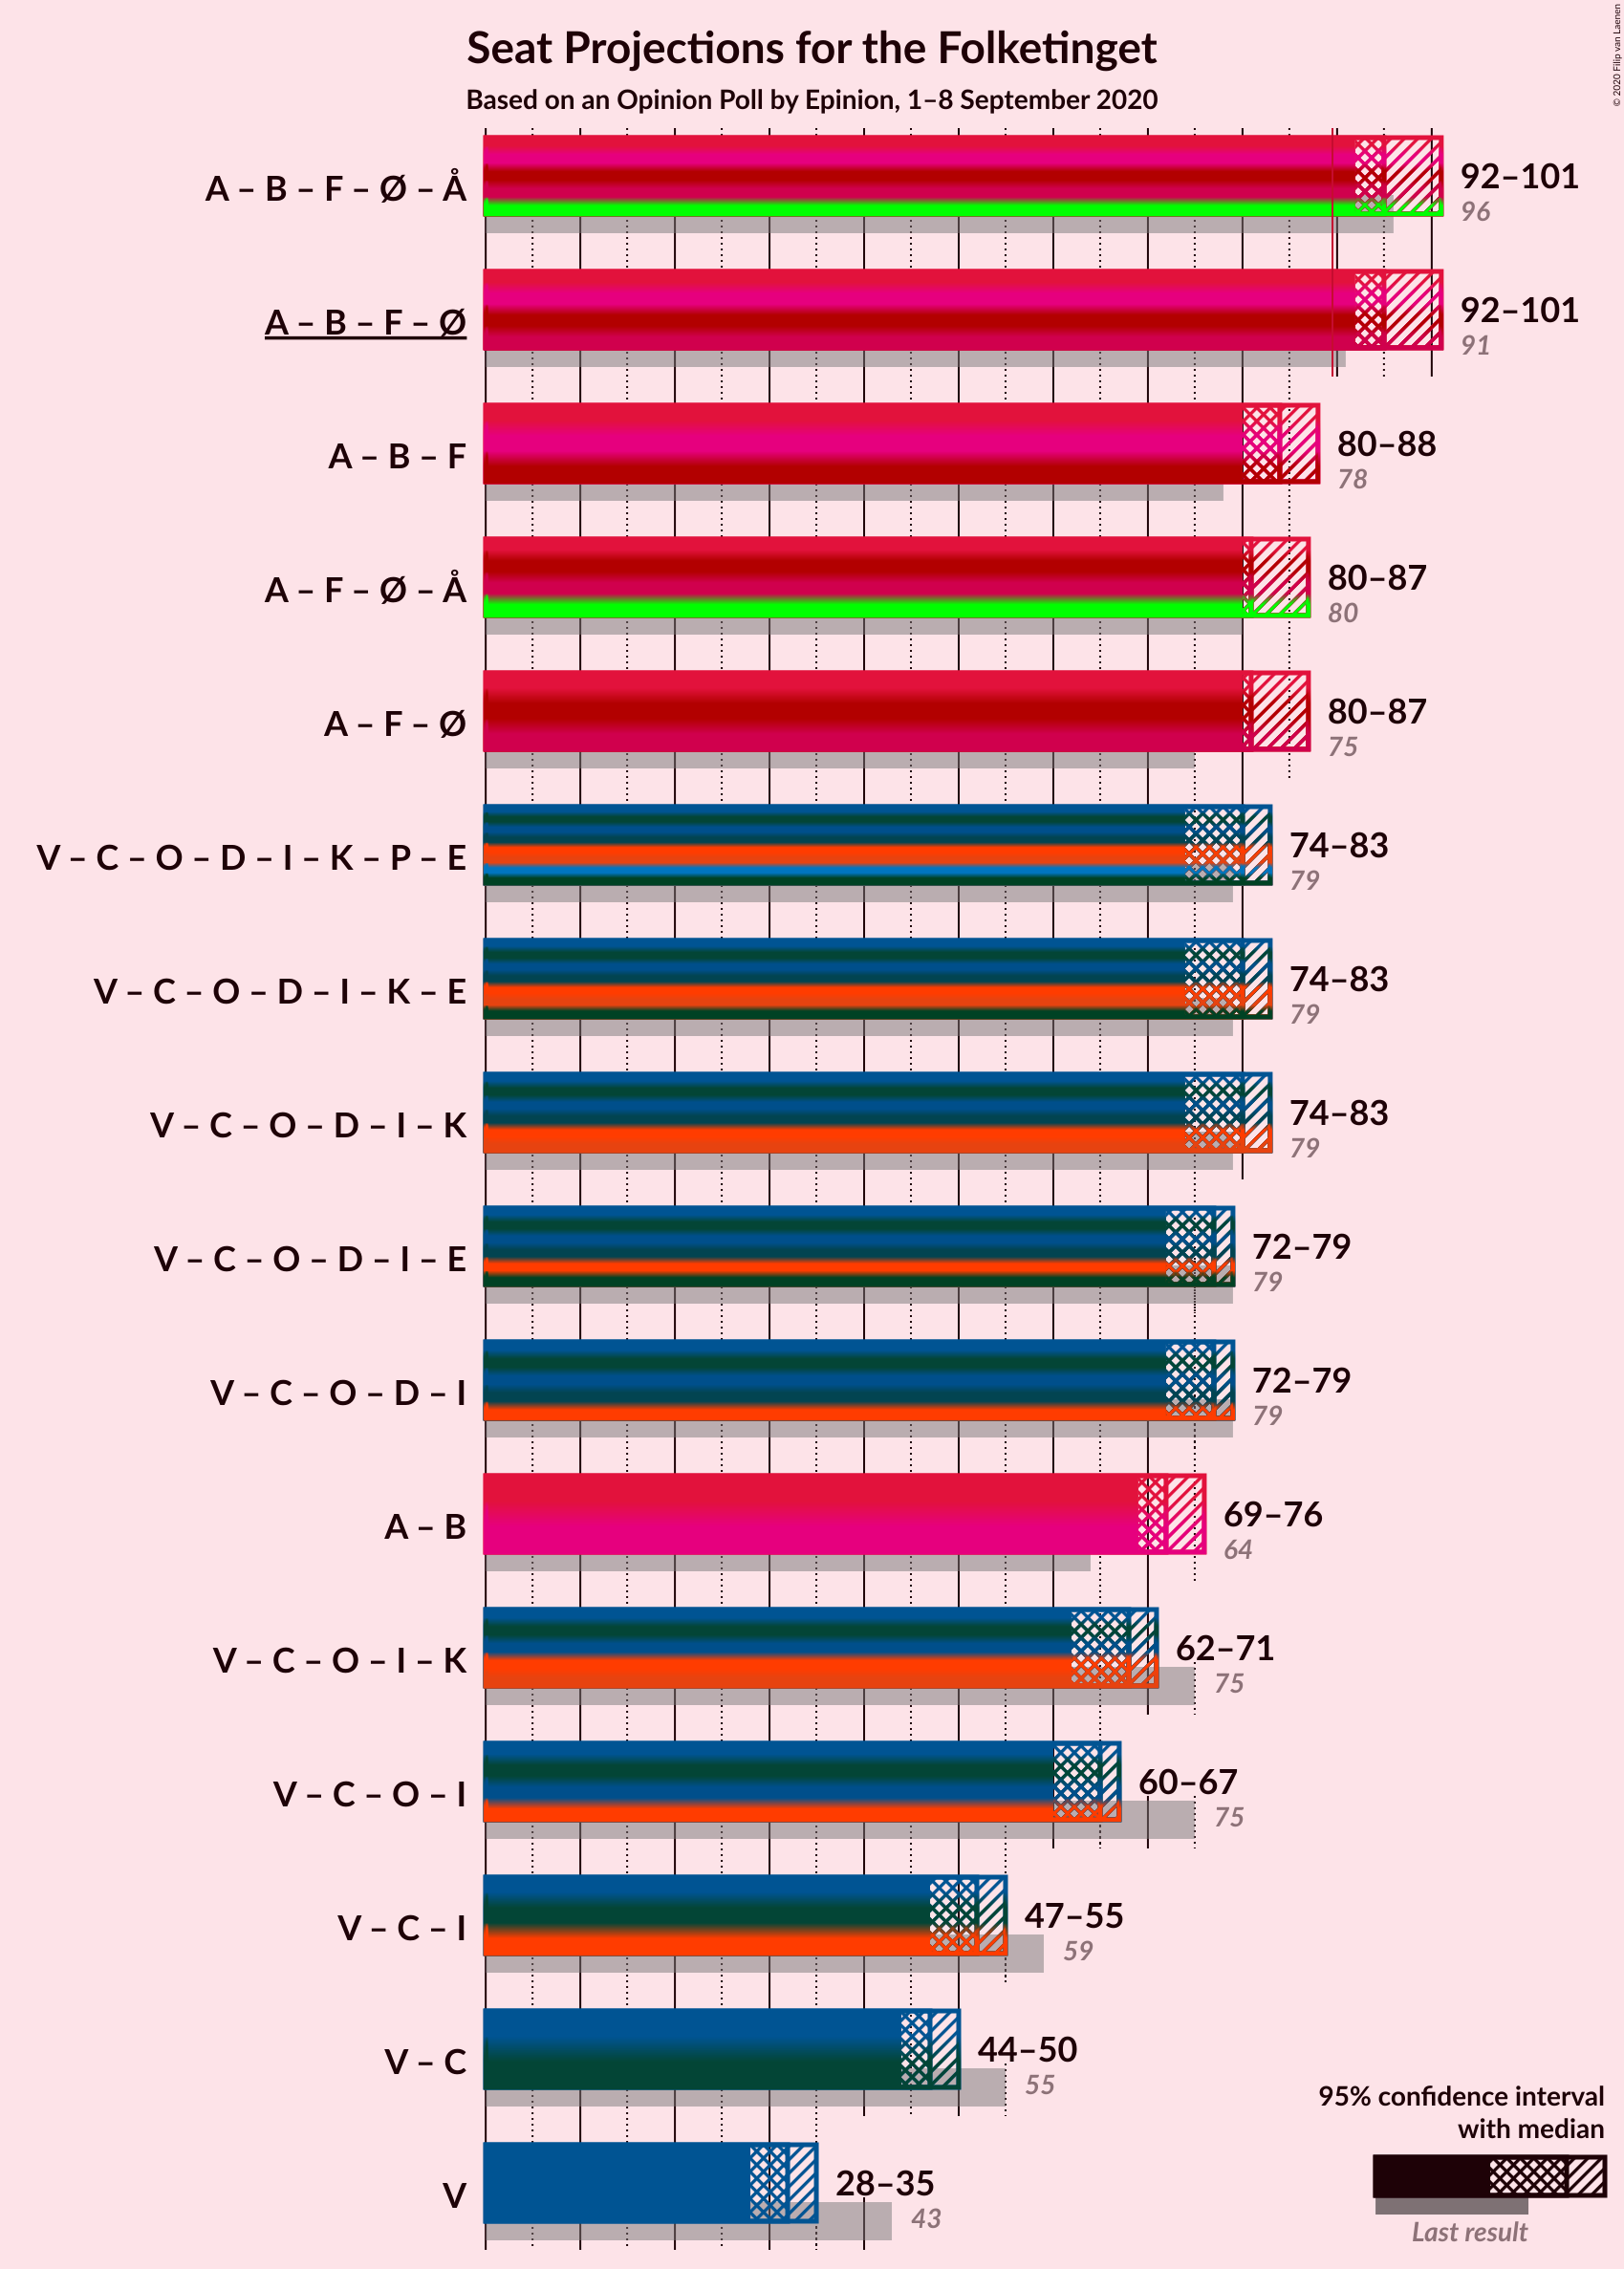 Seat Projections for the Folketinget
Based on an Opinion Poll by Epinion, 1–8 September 2020
© 2020 Filip van Laenen
A – B – F – Ø – Å
92–101
96
A – B – F – Ø
92–101
91
A – B – F
80–88
78
A – F – Ø – Å
80–87
80
A – F – Ø
80–87
75
V – C – O – D – I – K – P – E
74–83
79
V – C – O – D – I – K – E
74–83
79
V – C – O – D – I – K
74–83
79
V – C – O – D – I – E
72–79
79
V – C – O – D – I
72–79
79
A – B
69–76
64
V – C – O – I – K
62–71
75
V – C – O – I
60–67
75
V – C – I
47–55
59
V – C
44–50
55
V
28–35
43
95% confidence interval
with median
Last result